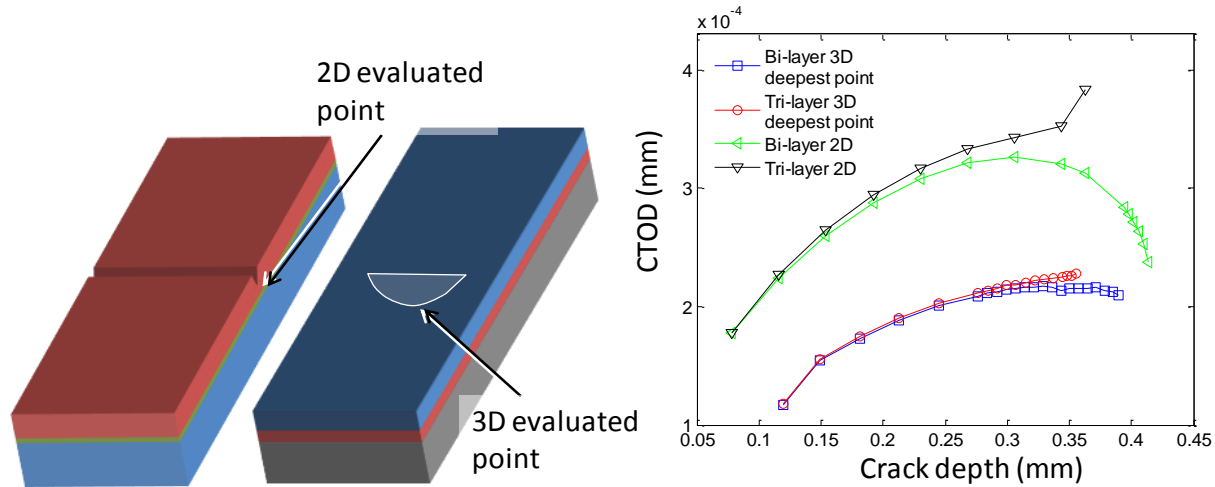 2D evaluated
point
3D evaluated
point
x 10⁻⁴
4
3
2
1
CTOD (mm)
Bi-layer 3D
deepest point
Tri-layer 3D
deepest point
Bi-layer 2D
Tri-layer 2D
0.05 0.1 0.15 0.2 0.25 0.3 0.35 0.4 0.45
Crack depth (mm)